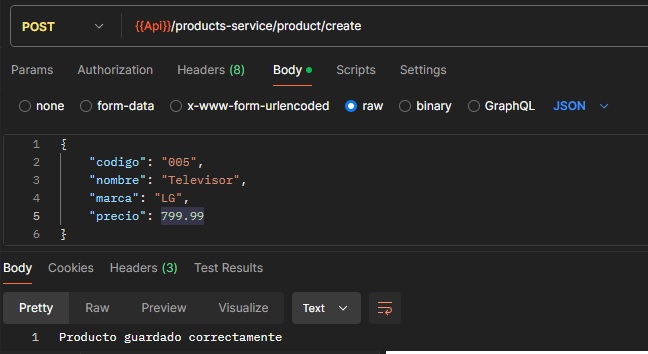 POST {{Api}}/products-service/product/create
Params Authorization Headers (8) Body Scripts Settings
none form-data x-www-form-urlencoded raw binary GraphQL JSON
1 {
2 "codigo": "005",
3 "nombre": "Televisor",
4 "marca": "LG",
5 "precio": 799.99
6 }
Body Cookies Headers (3) Test Results
Pretty Raw Preview Visualize Text
1 Producto guardado correctamente